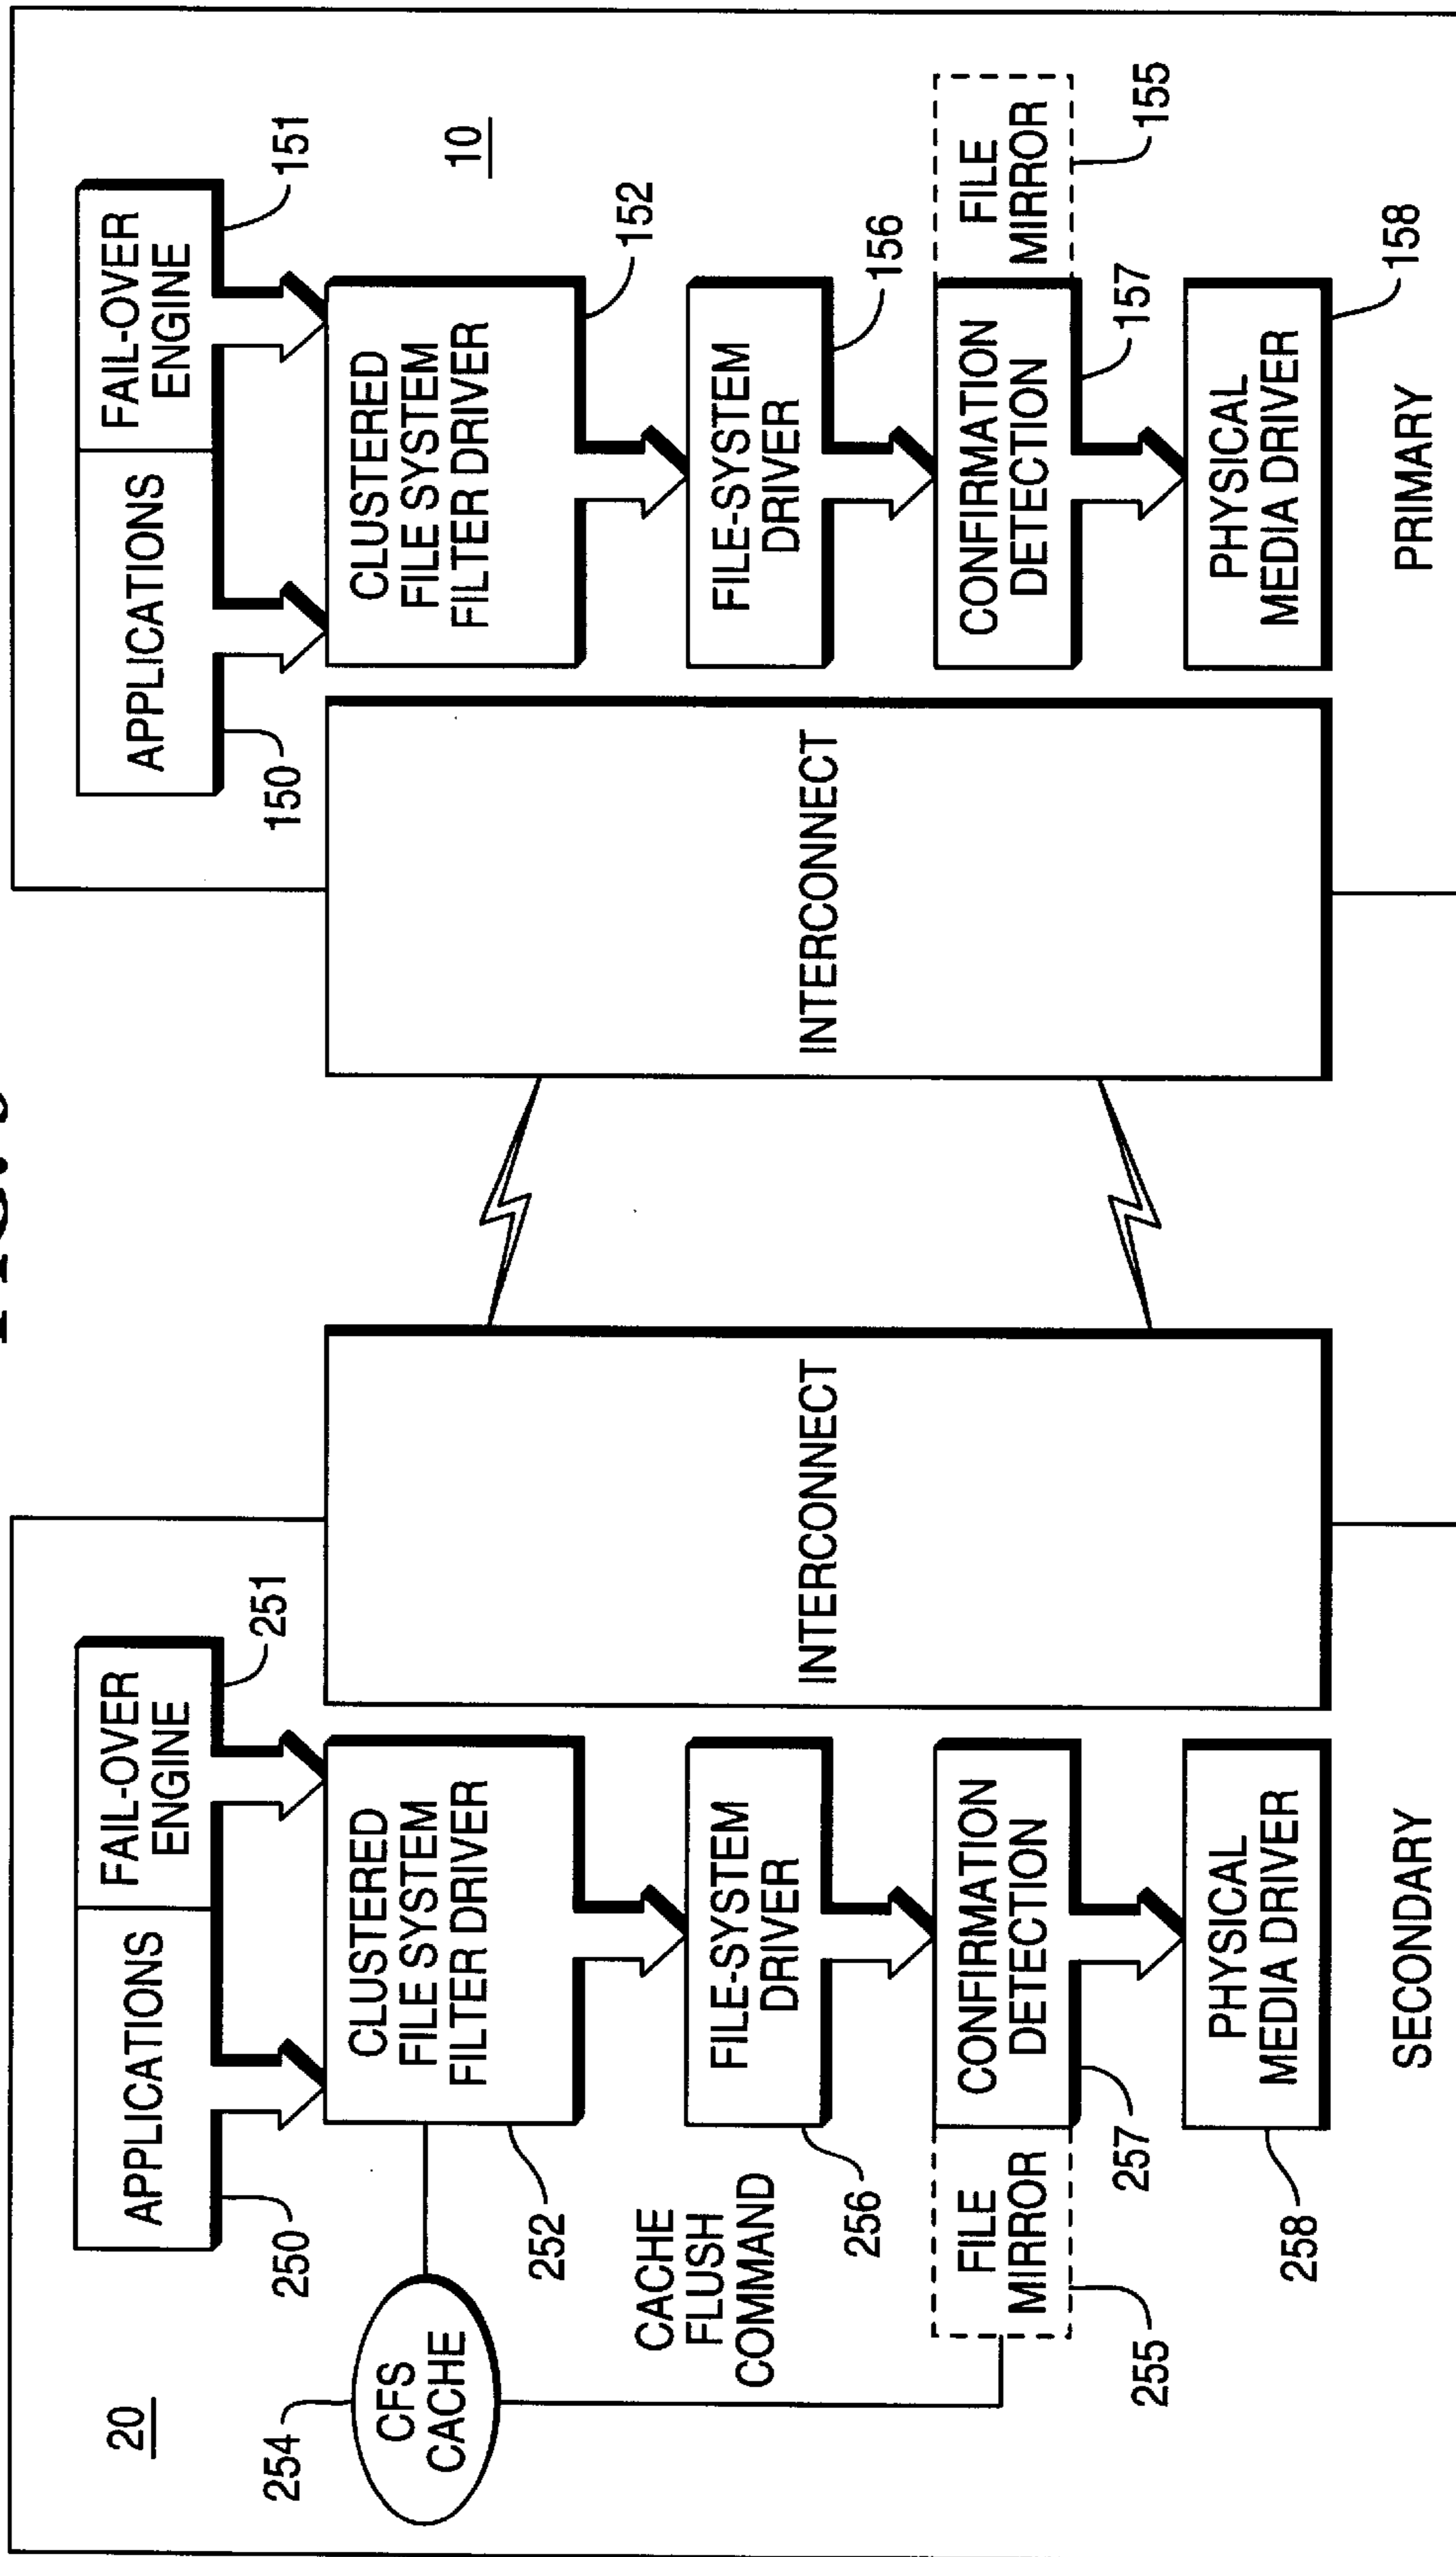 20
APPLICATIONS
FAIL-OVER
ENGINE
250
251
254
CFS
CACHE
CLUSTERED
FILE SYSTEM
FILTER DRIVER
252
CACHE
FLUSH
COMMAND
FILE-SYSTEM
DRIVER
256
FILE
MIRROR
255
CONFIRMATION
DETECTION
257
PHYSICAL
MEDIA DRIVER
258
SECONDARY
INTERCONNECT
INTERCONNECT
APPLICATIONS
FAIL-OVER
ENGINE
150
151
10
CLUSTERED
FILE SYSTEM
FILTER DRIVER
152
FILE-SYSTEM
DRIVER
156
CONFIRMATION
DETECTION
157
FILE
MIRROR
155
PHYSICAL
MEDIA DRIVER
158
PRIMARY